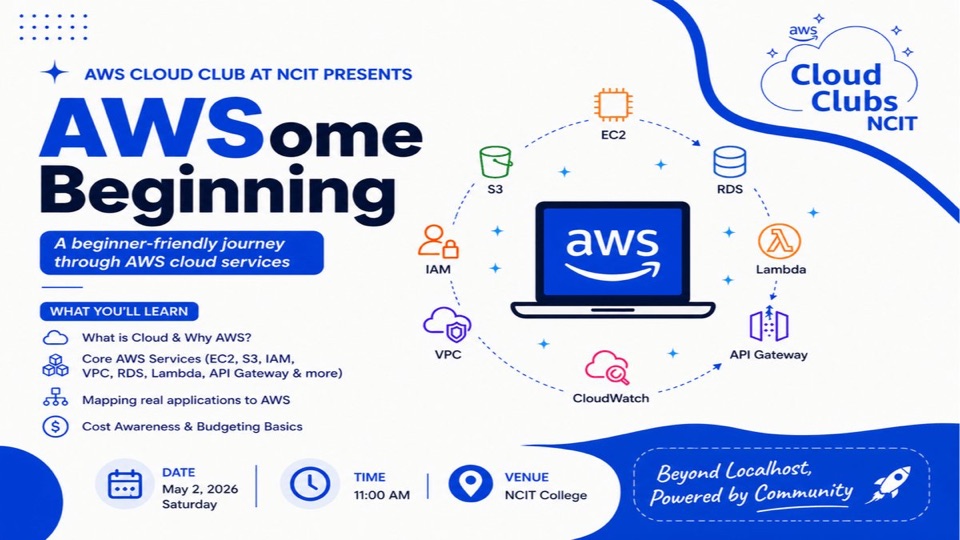 AWS CLOUD CLUB AT NCIT PRESENTS
AWSome
Beginning
A beginner-friendly journey
through AWS cloud services
WHAT YOU'LL LEARN
What is Cloud & Why AWS?
Core AWS Services (EC2, S3, IAM,
VPC, RDS, Lambda, API Gateway & more)
Mapping real applications to AWS
$
Cost Awareness & Budgeting Basics
aws
Cloud
Clubs
NCIT
EC2
S3
RDS
aws
IAM
λ
Lambda
VPC
API Gateway
CloudWatch
DATE
May 2, 2026
Saturday
TIME
11:00 AM
VENUE
NCIT College
Beyond Localhost,
Powered by Community